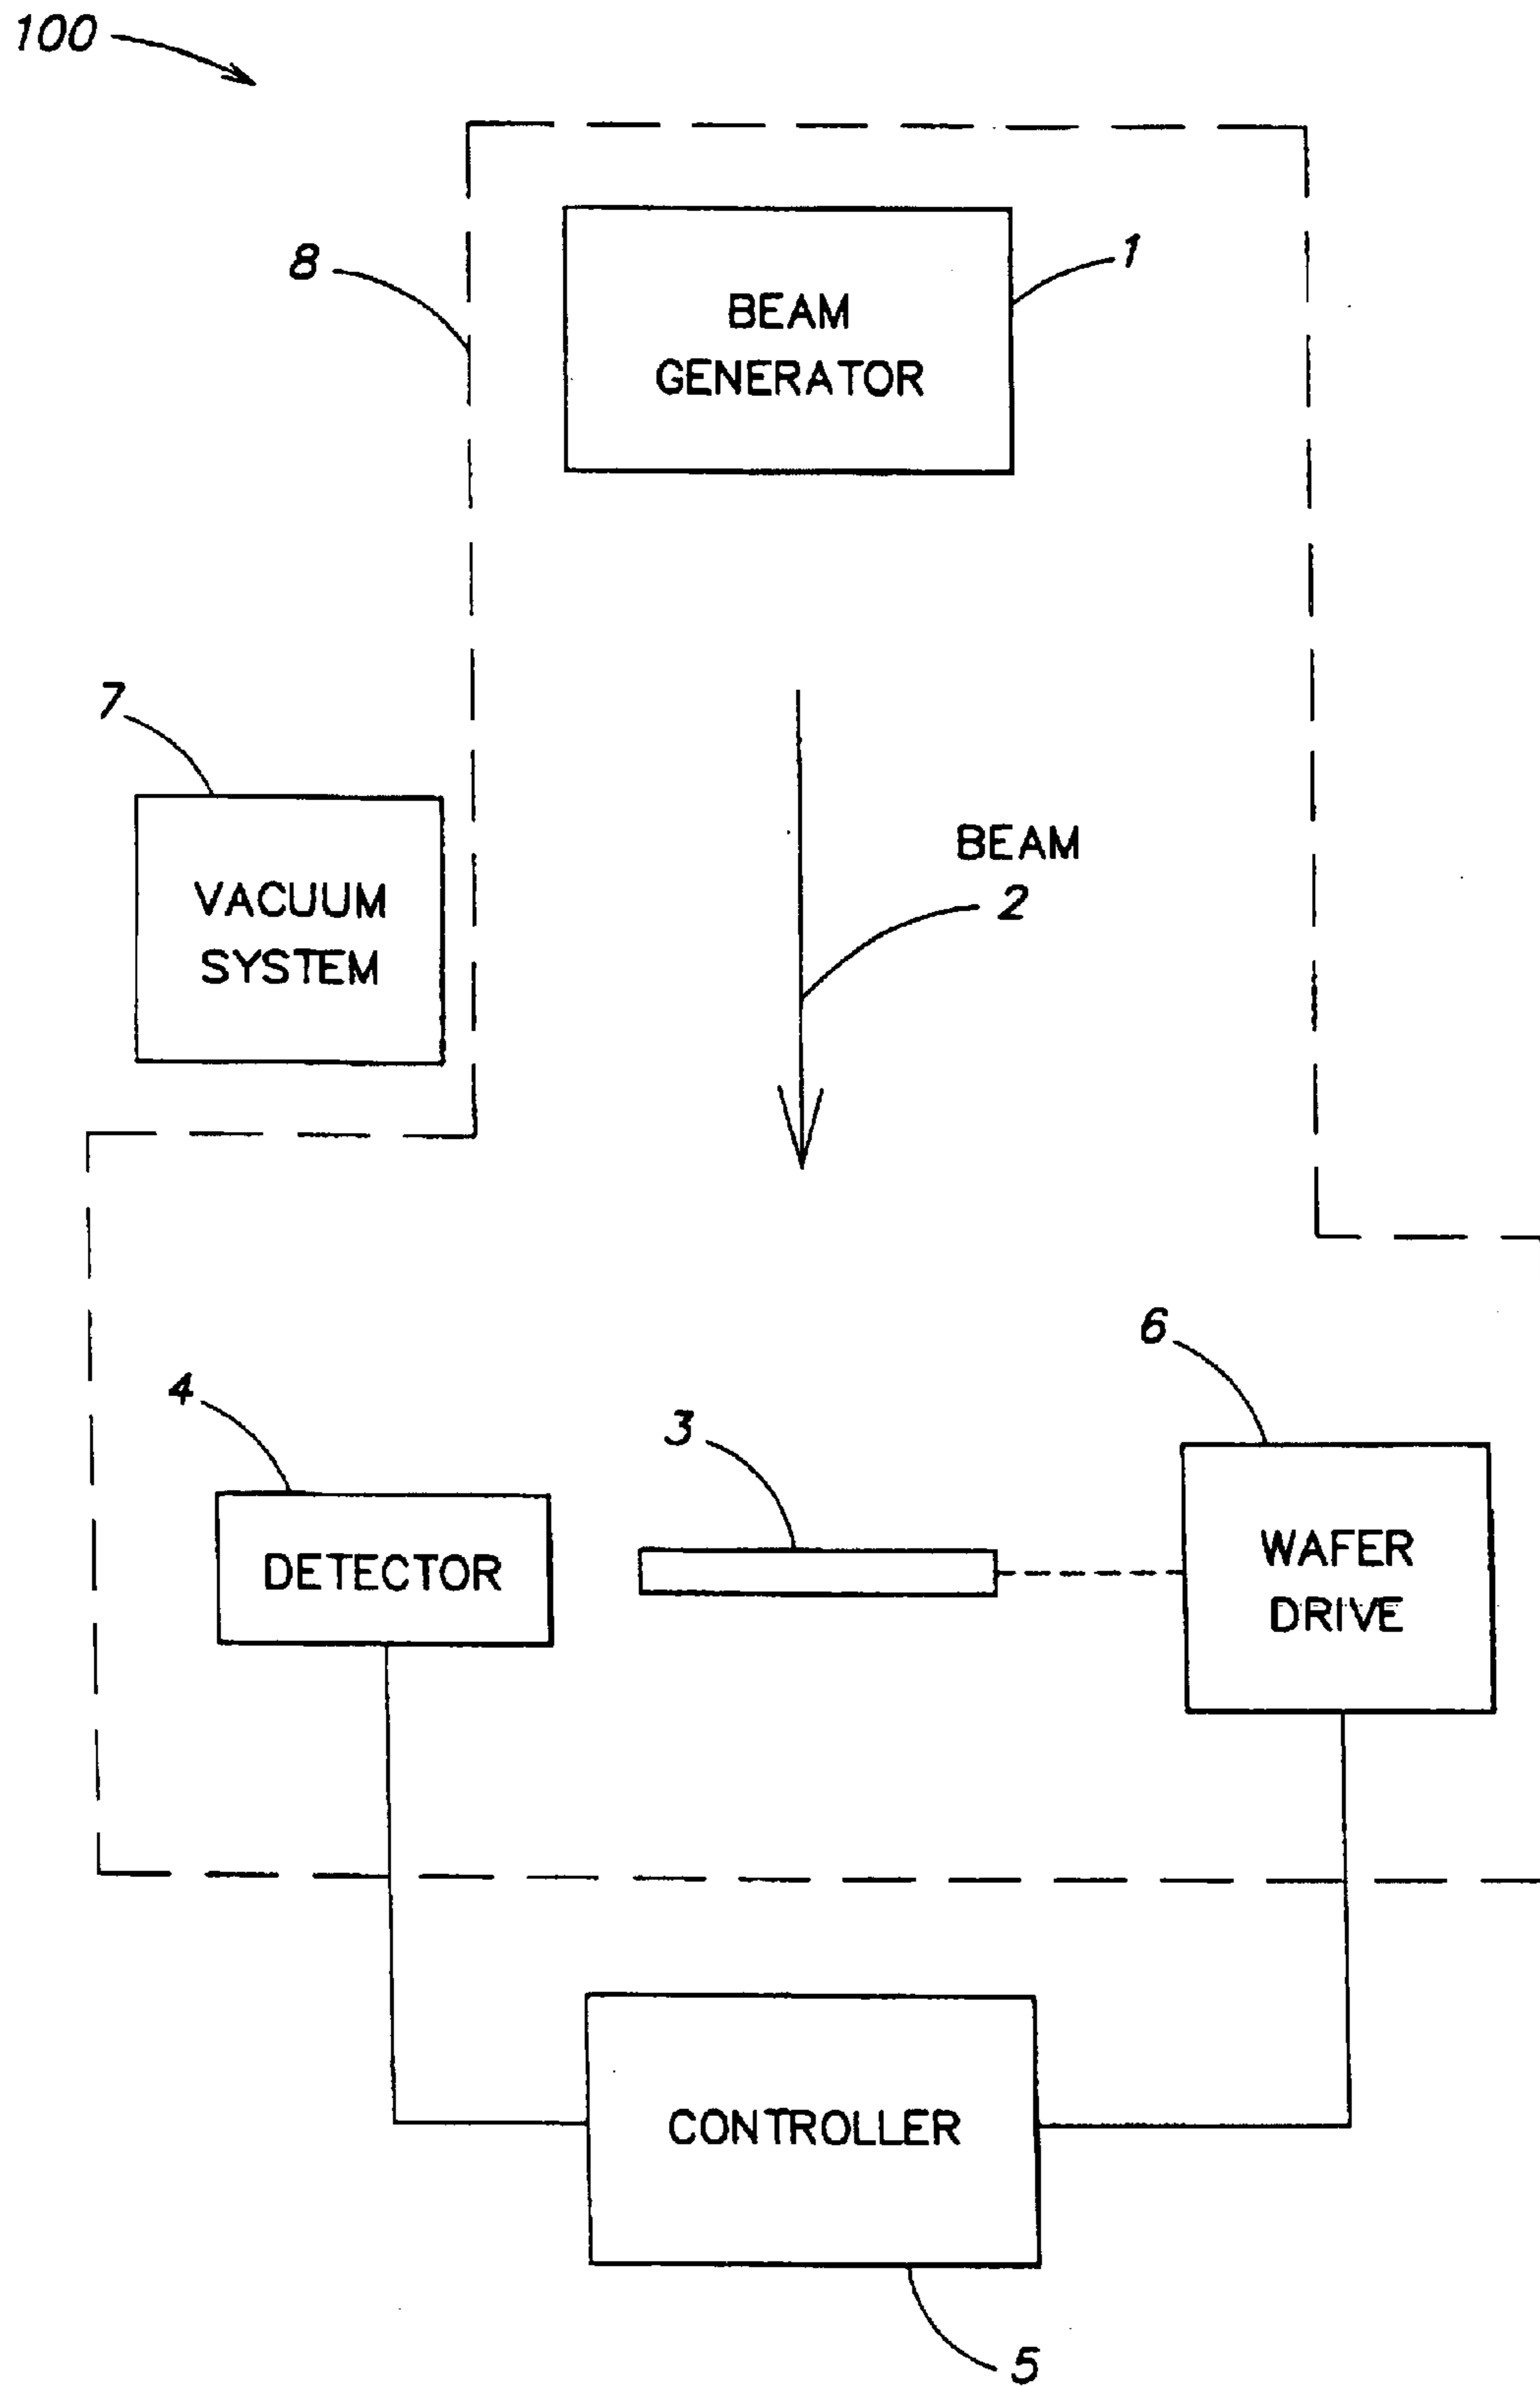 100
8
BEAM
GENERATOR
1
7
VACUUM
SYSTEM
BEAM
2
6
4
3
DETECTOR
WAFER
DRIVE
CONTROLLER
5